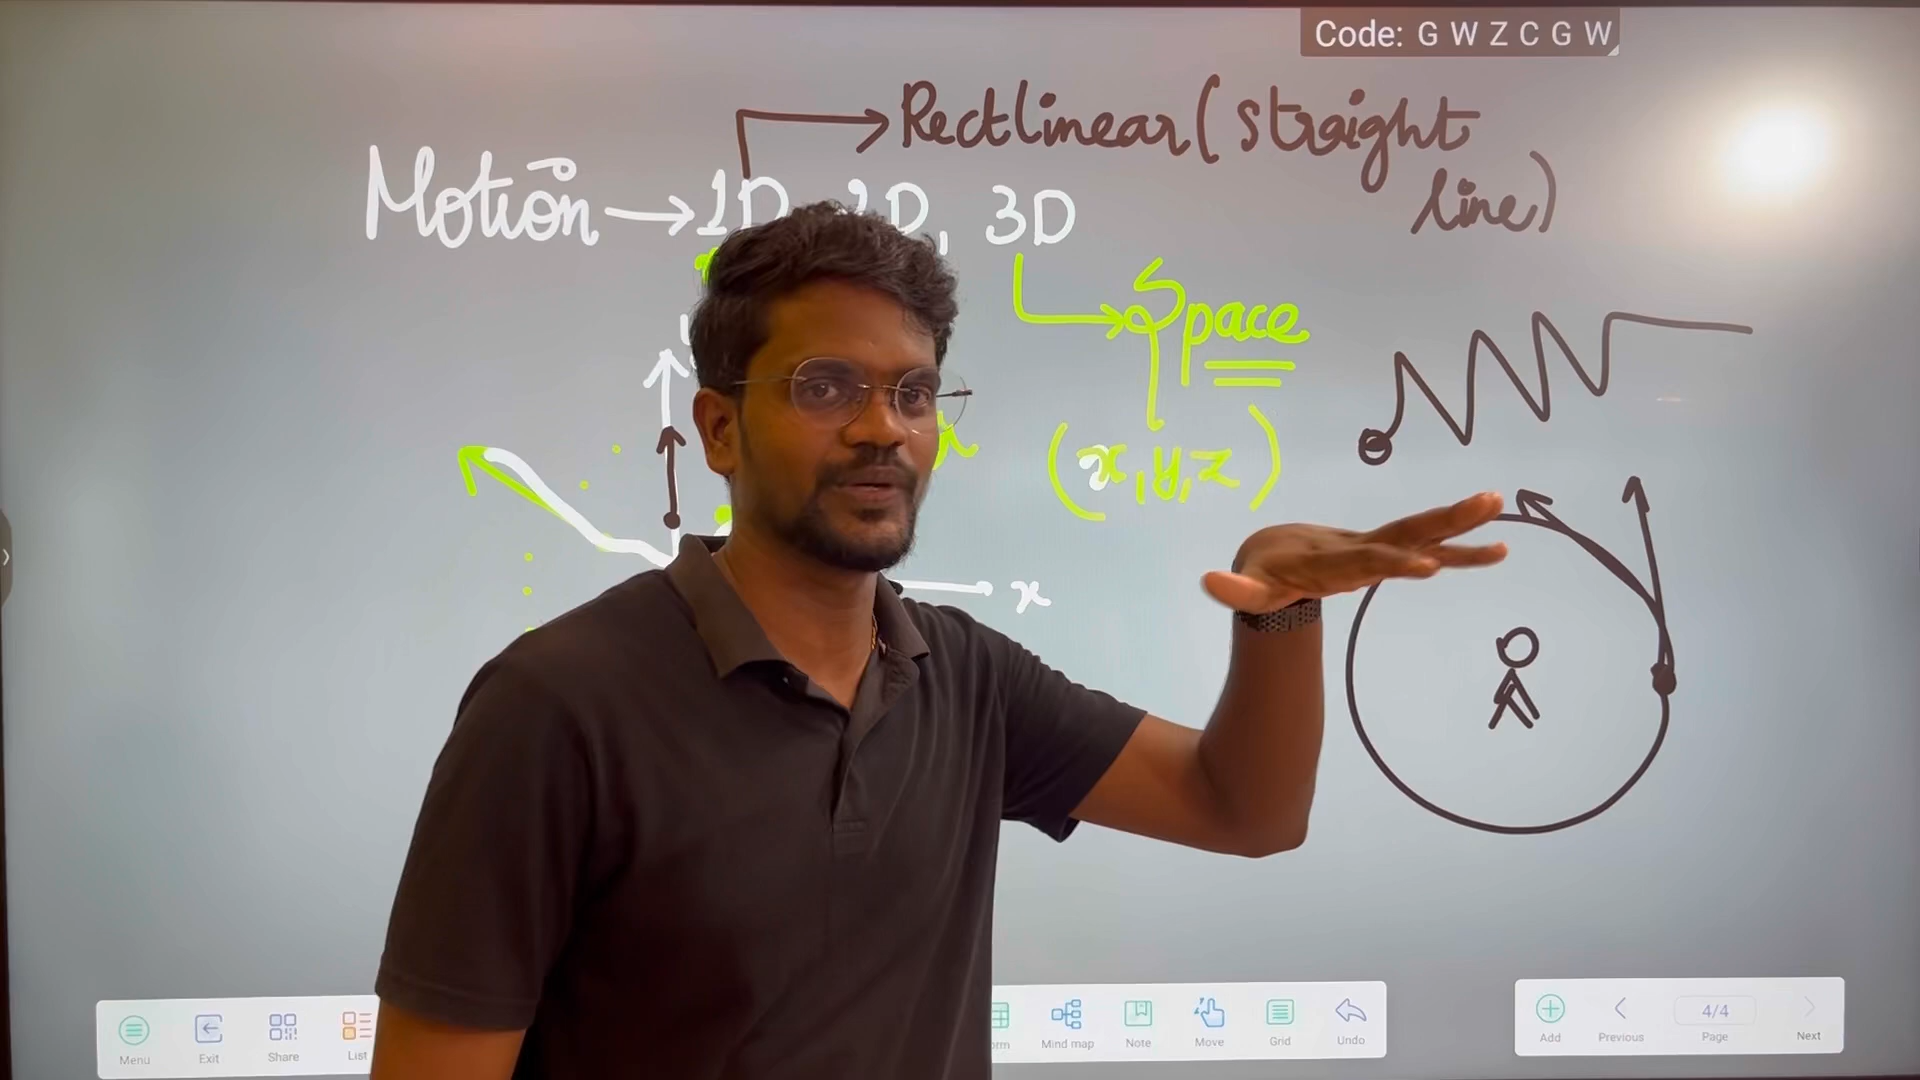 Code: G W Z C G W
Rectlinear (straight
line)
Motion → 1D, 2D, 3D
Space
(x, y, z)
x
Menu
Exit
Share
List
Mind map
Note
Move
Grid
Undo
Add
Previous
4/4
Page
Next